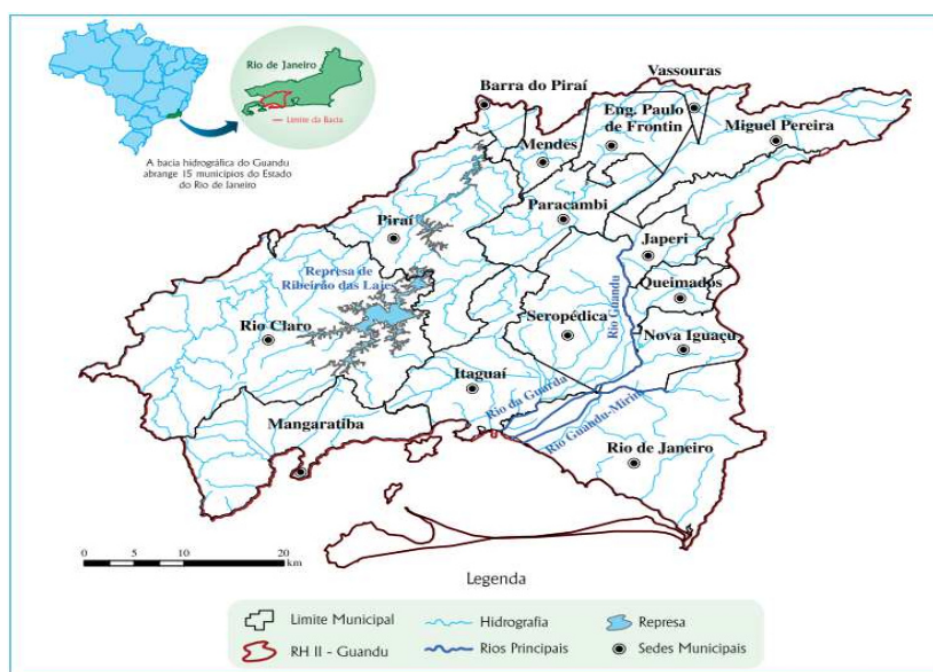 Rio de Janeiro
Limite da Bacia
A bacia hidrográfica do Guandu
abrange 15 municípios do Estado
do Rio de Janeiro
Vassouras
Barra do Piraí
Eng. Paulo
de Frontin
Miguel Pereira
Mendes
Paracambi
Piraí
Japeri
Represa de
Ribeirão das Lajes
Queimados
Rio Guandu
Rio Claro
Seropédica
Nova Iguaçu
Itaguaí
Rio da Guarda
Rio Guandu-Mirim
Mangaratiba
Rio de Janeiro
0 5 10 20
km
Legenda
Limite Municipal
Hidrografia
Represa
RH II - Guandu
Rios Principais
Sedes Municipais